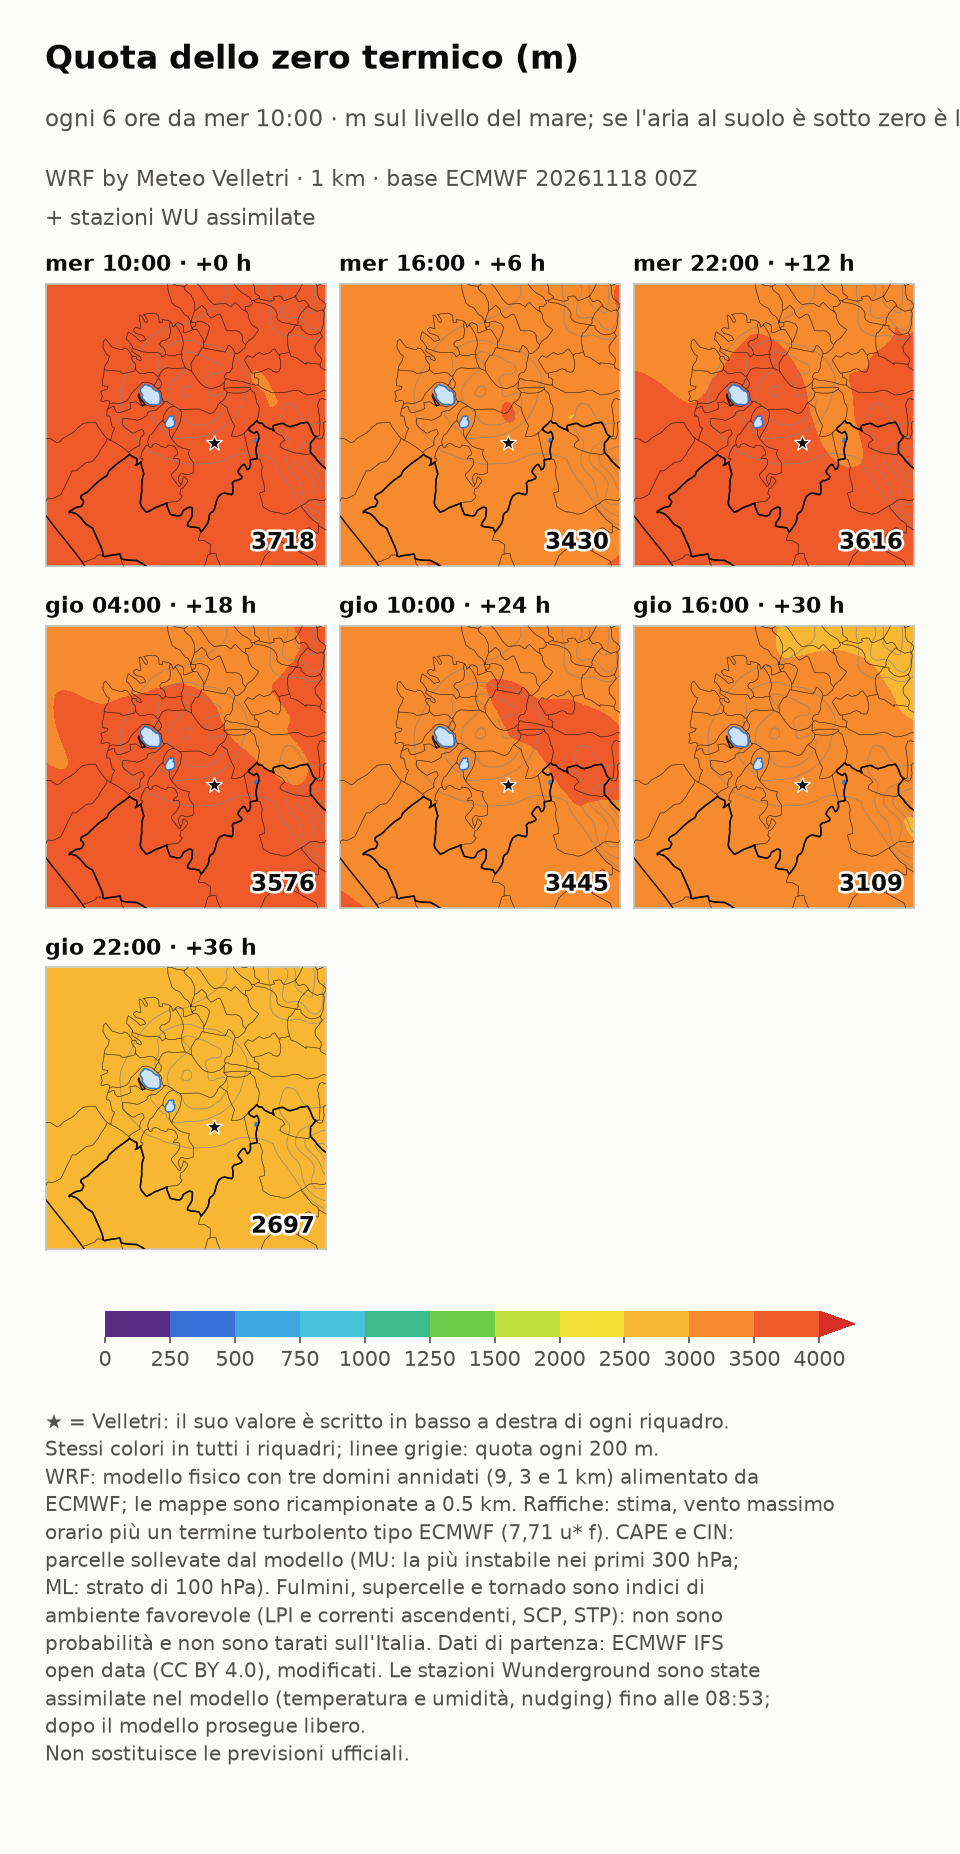 Quota dello zero termico (m)
ogni 6 ore da mer 10:00 · m sul livello del mare; se l'aria al suolo è sotto zero è l
WRF by Meteo Velletri · 1 km · base ECMWF 20261118 00Z
+ stazioni WU assimilate
mer 10:00 · +0 h
mer 16:00 · +6 h
mer 22:00 · +12 h
3718
3430
3616
gio 04:00 · +18 h
gio 10:00 · +24 h
gio 16:00 · +30 h
3576
3445
3109
gio 22:00 · +36 h
2697
0 250 500 750 1000 1250 1500 2000 2500 3000 3500 4000
★ = Velletri: il suo valore è scritto in basso a destra di ogni riquadro.
Stessi colori in tutti i riquadri; linee grigie: quota ogni 200 m.
WRF: modello fisico con tre domini annidati (9, 3 e 1 km) alimentato da
ECMWF; le mappe sono ricampionate a 0.5 km. Raffiche: stima, vento massimo
orario più un termine turbolento tipo ECMWF (7,71 u* f). CAPE e CIN:
parcelle sollevate dal modello (MU: la più instabile nei primi 300 hPa;
ML: strato di 100 hPa). Fulmini, supercelle e tornado sono indici di
ambiente favorevole (LPI e correnti ascendenti, SCP, STP): non sono
probabilità e non sono tarati sull'Italia. Dati di partenza: ECMWF IFS
open data (CC BY 4.0), modificati. Le stazioni Wunderground sono state
assimilate nel modello (temperatura e umidità, nudging) fino alle 08:53;
dopo il modello prosegue libero.
Non sostituisce le previsioni ufficiali.